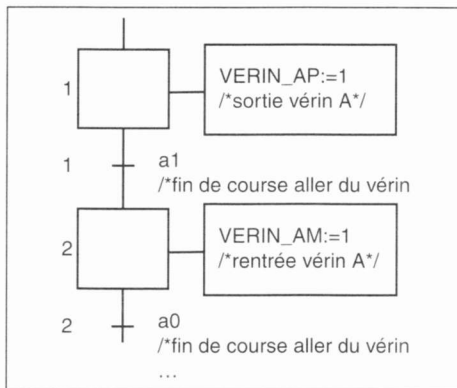 1
VERIN_AP:=1
/*sortie vérin A*/
1
a1
/*fin de course aller du vérin
2
VERIN_AM:=1
/*rentrée vérin A*/
2
a0
/*fin de course aller du vérin
...